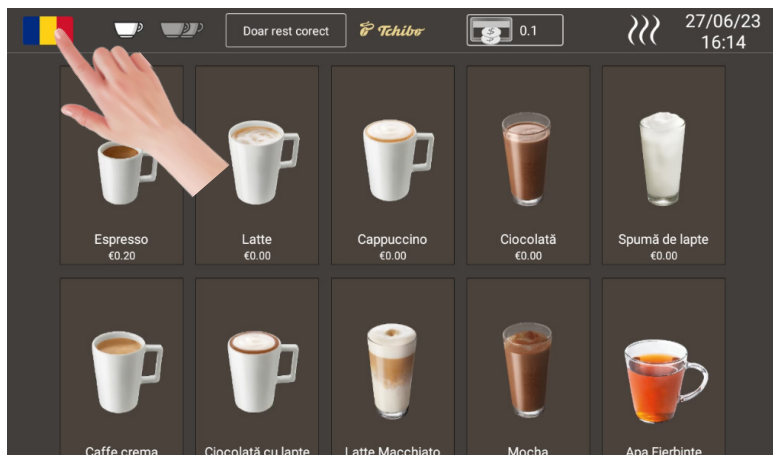 Doar rest corect
Tchibo
0.1
27/06/23
16:14
Espresso
€0.20
Latte
€0.00
Cappuccino
€0.00
Ciocolată
€0.00
Spumă de lapte
€0.00
Caffe crema
Ciocolată cu lapte
Latte Macchiato
Mocha
Apa Fierbinte